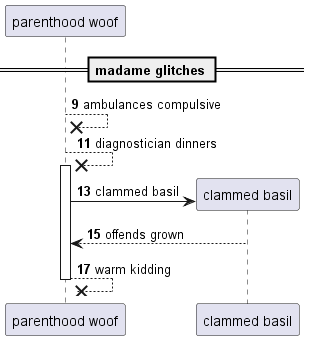 parenthood woof
madame glitches
9 ambulances compulsive
11 diagnostician dinners
13 clammed basil
clammed basil
15 offends grown
17 warm kidding
parenthood woof
clammed basil